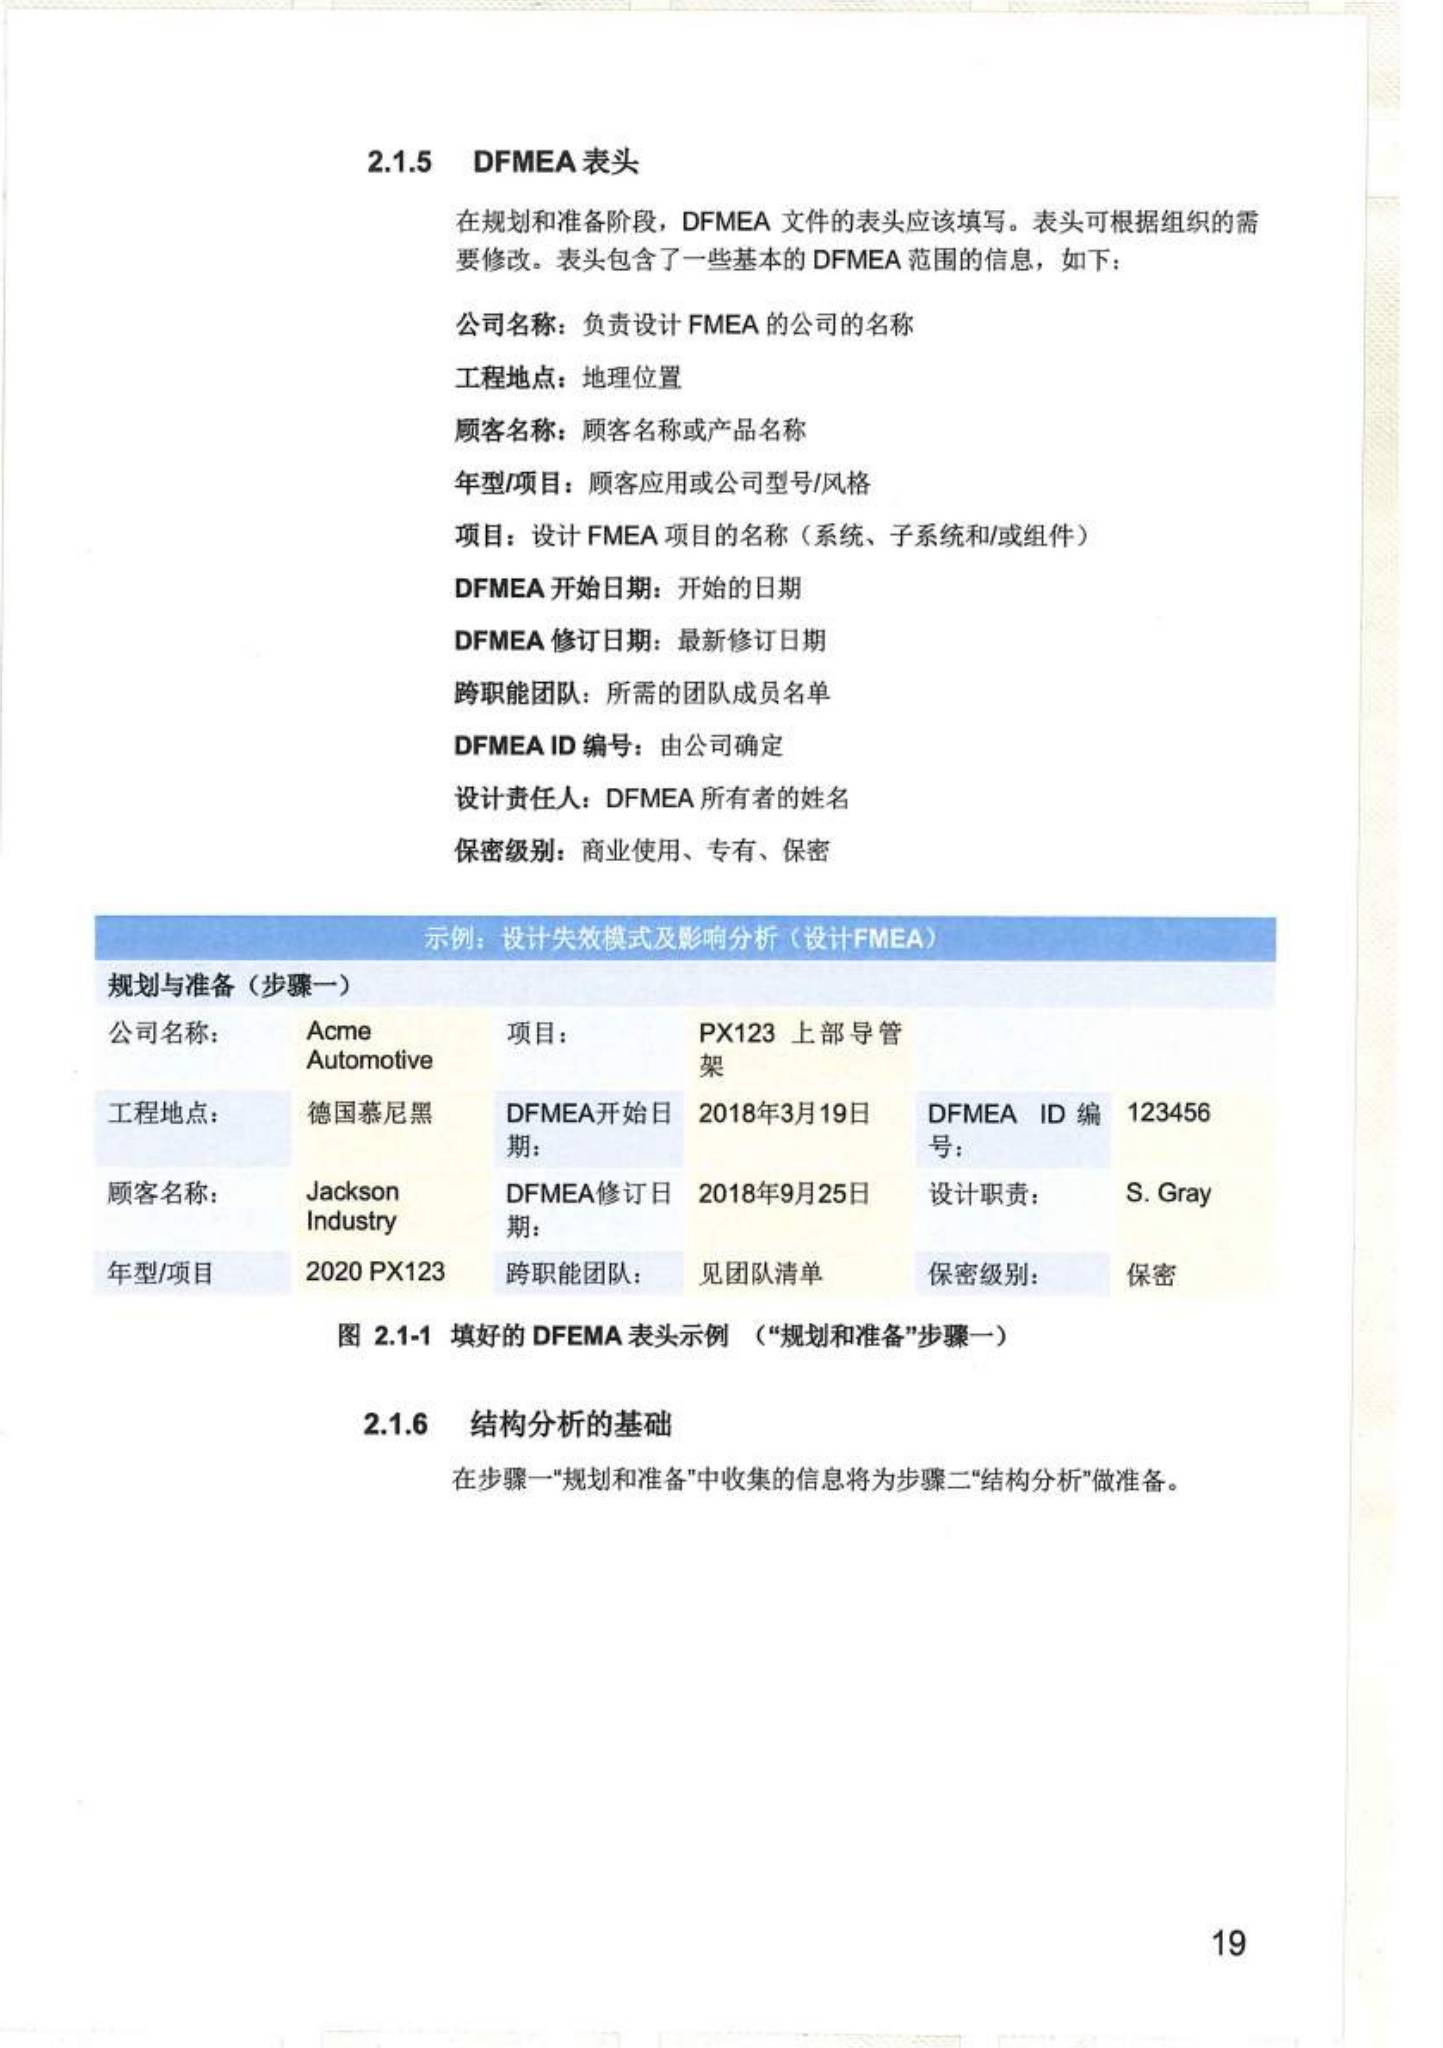 2.1.5 DFMEA 表头
在规划和准备阶段，DFMEA 文件的表头应该填写。表头可根据组织的需
要修改。表头包含了一些基本的 DFMEA 范围的信息，如下：
公司名称：负责设计 FMEA 的公司的名称
工程地点：地理位置
顾客名称：顾客名称或产品名称
年型/项目：顾客应用或公司型号/风格
项目：设计 FMEA 项目的名称（系统、子系统和/或组件）
DFMEA 开始日期：开始的日期
DFMEA 修订日期：最新修订日期
跨职能团队：所需的团队成员名单
DFMEA ID 编号：由公司确定
设计责任人：DFMEA 所有者的姓名
保密级别：商业使用、专有、保密
示例：设计失效模式及影响分析（设计FMEA）
规划与准备（步骤一）
公司名称： Acme 项目： PX123 上部导管
Automotive 架
工程地点： 德国慕尼黑 DFMEA开始日 2018年3月19日 DFMEA ID 编 123456
期： 号：
顾客名称： Jackson DFMEA修订日 2018年9月25日 设计职责： S. Gray
Industry 期：
年型/项目 2020 PX123 跨职能团队： 见团队清单 保密级别： 保密
图 2.1-1 填好的 DFEMA 表头示例 （“规划和准备”步骤一）
2.1.6 结构分析的基础
在步骤一“规划和准备”中收集的信息将为步骤二“结构分析”做准备。
19